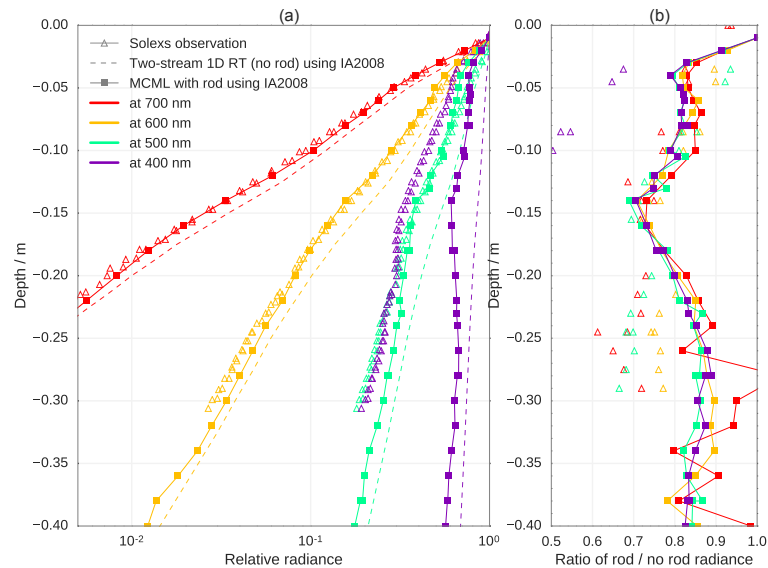 (a)
(b)
0.00
−0.05
−0.10
−0.15
−0.20
−0.25
−0.30
−0.35
−0.40
Depth / m
Solexs observation
Two-stream 1D RT (no rod) using IA2008
MCML with rod using IA2008
at 700 nm
at 600 nm
at 500 nm
at 400 nm
10⁻²
10⁻¹
10⁰
Relative radiance
0.00
−0.05
−0.10
−0.15
−0.20
−0.25
−0.30
−0.35
−0.40
Depth / m
0.5
0.6
0.7
0.8
0.9
1.0
Ratio of rod / no rod radiance